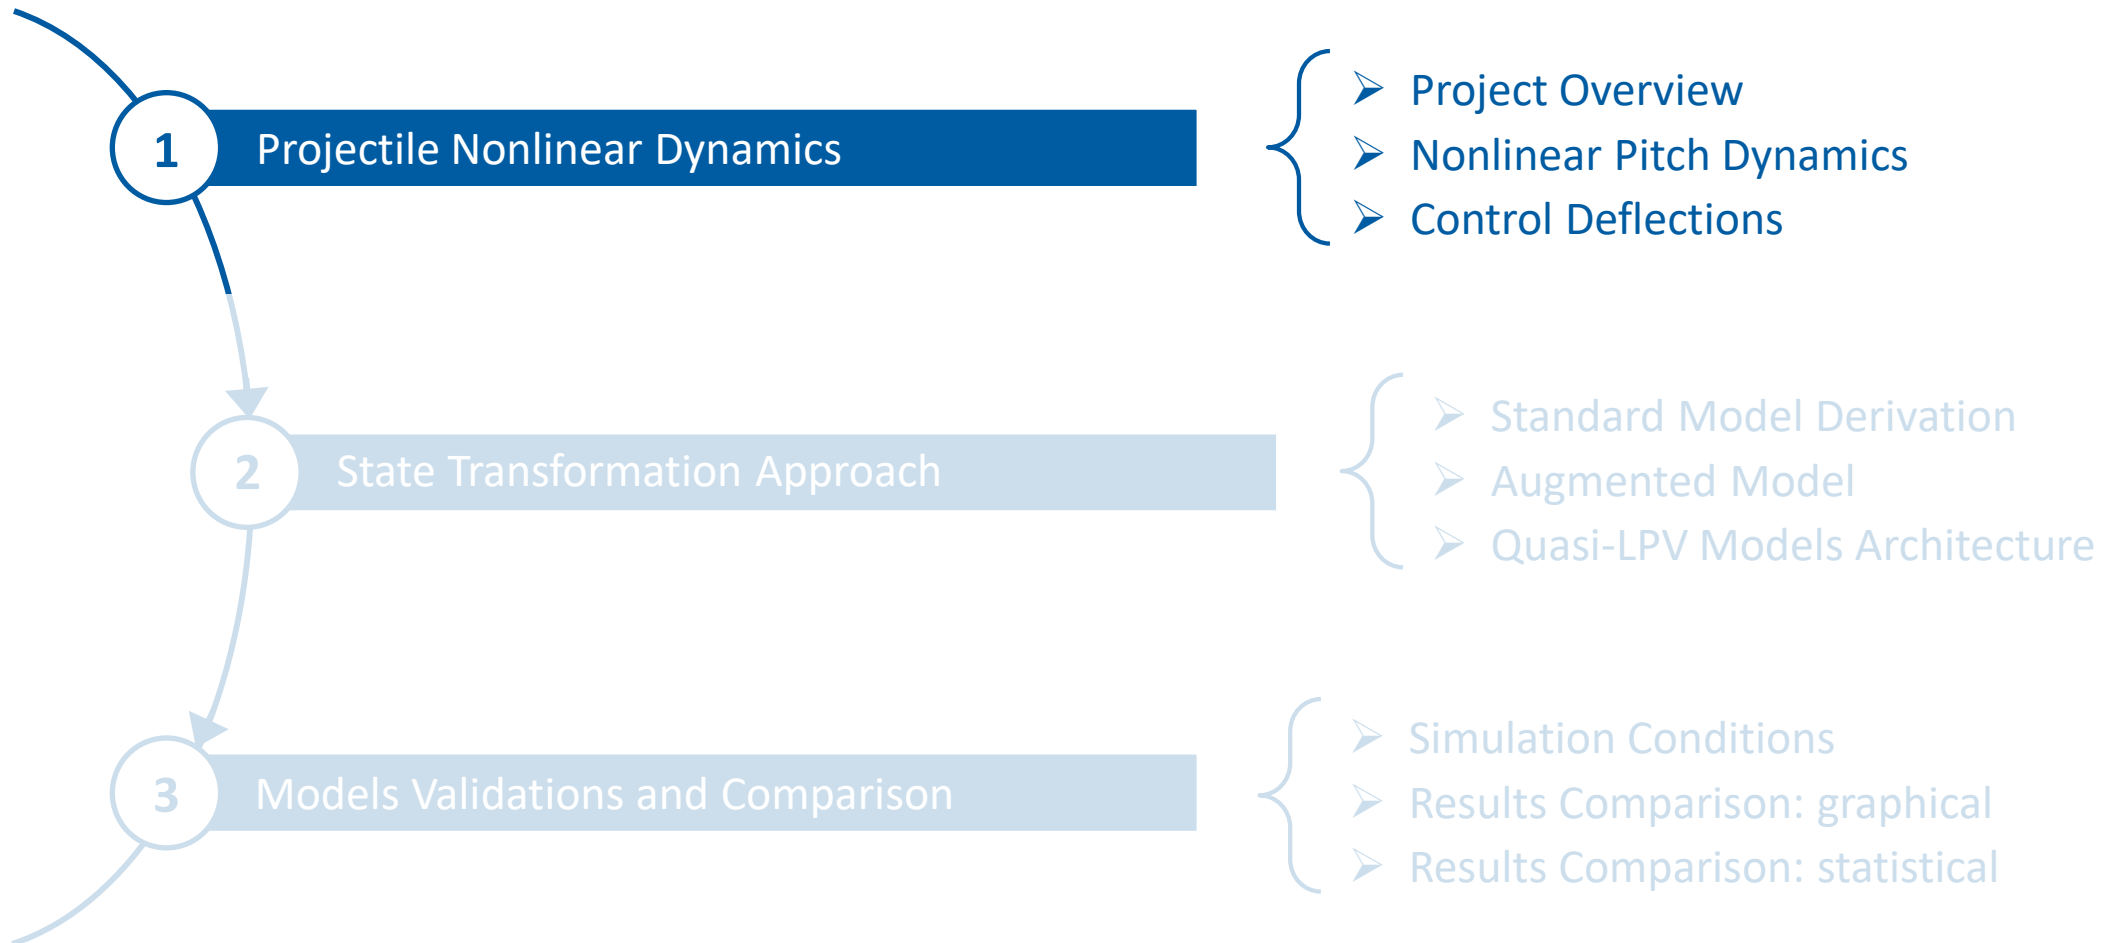 1
Projectile Nonlinear Dynamics
➢ Project Overview
➢ Nonlinear Pitch Dynamics
➢ Control Deflections
2
State Transformation Approach
➢ Standard Model Derivation
➢ Augmented Model
➢ Quasi-LPV Models Architecture
3
Models Validations and Comparison
➢ Simulation Conditions
➢ Results Comparison: graphical
➢ Results Comparison: statistical